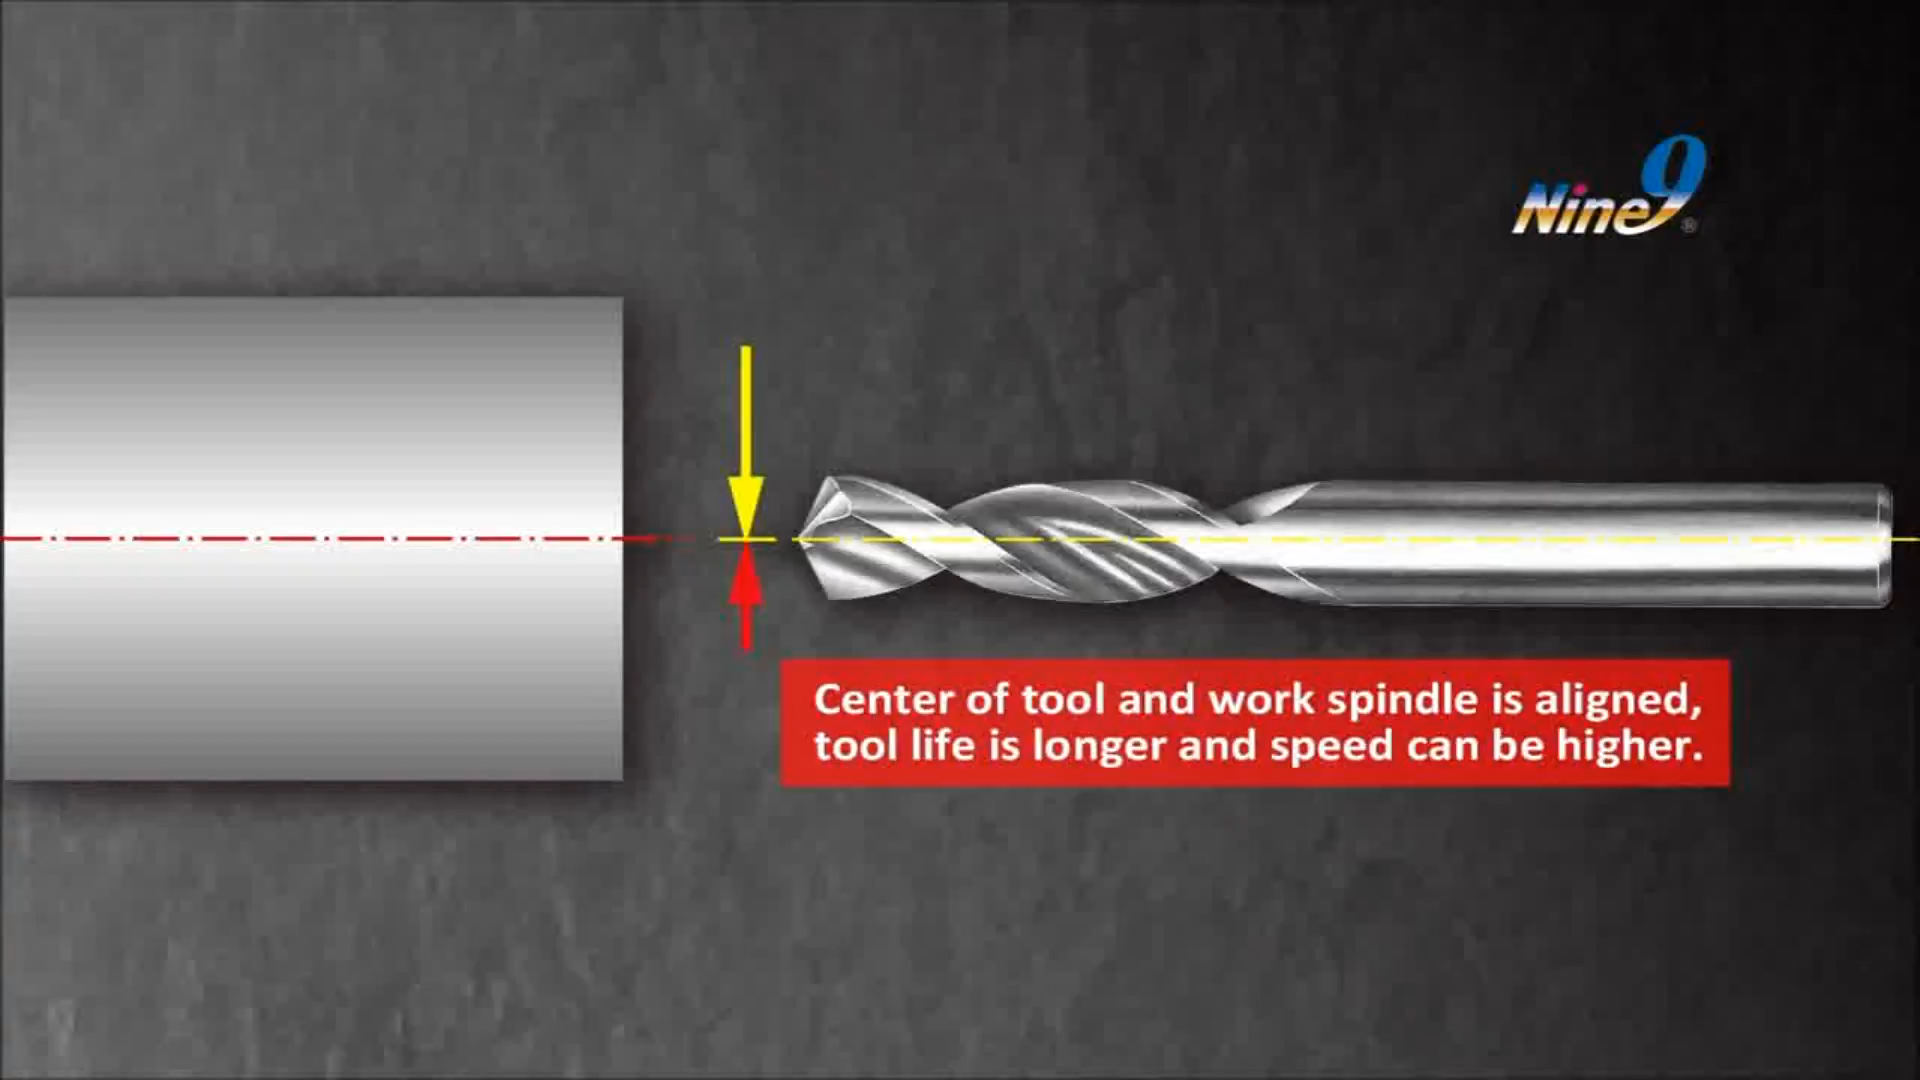 Nine9®
Center of tool and work spindle is aligned,
tool life is longer and speed can be higher.